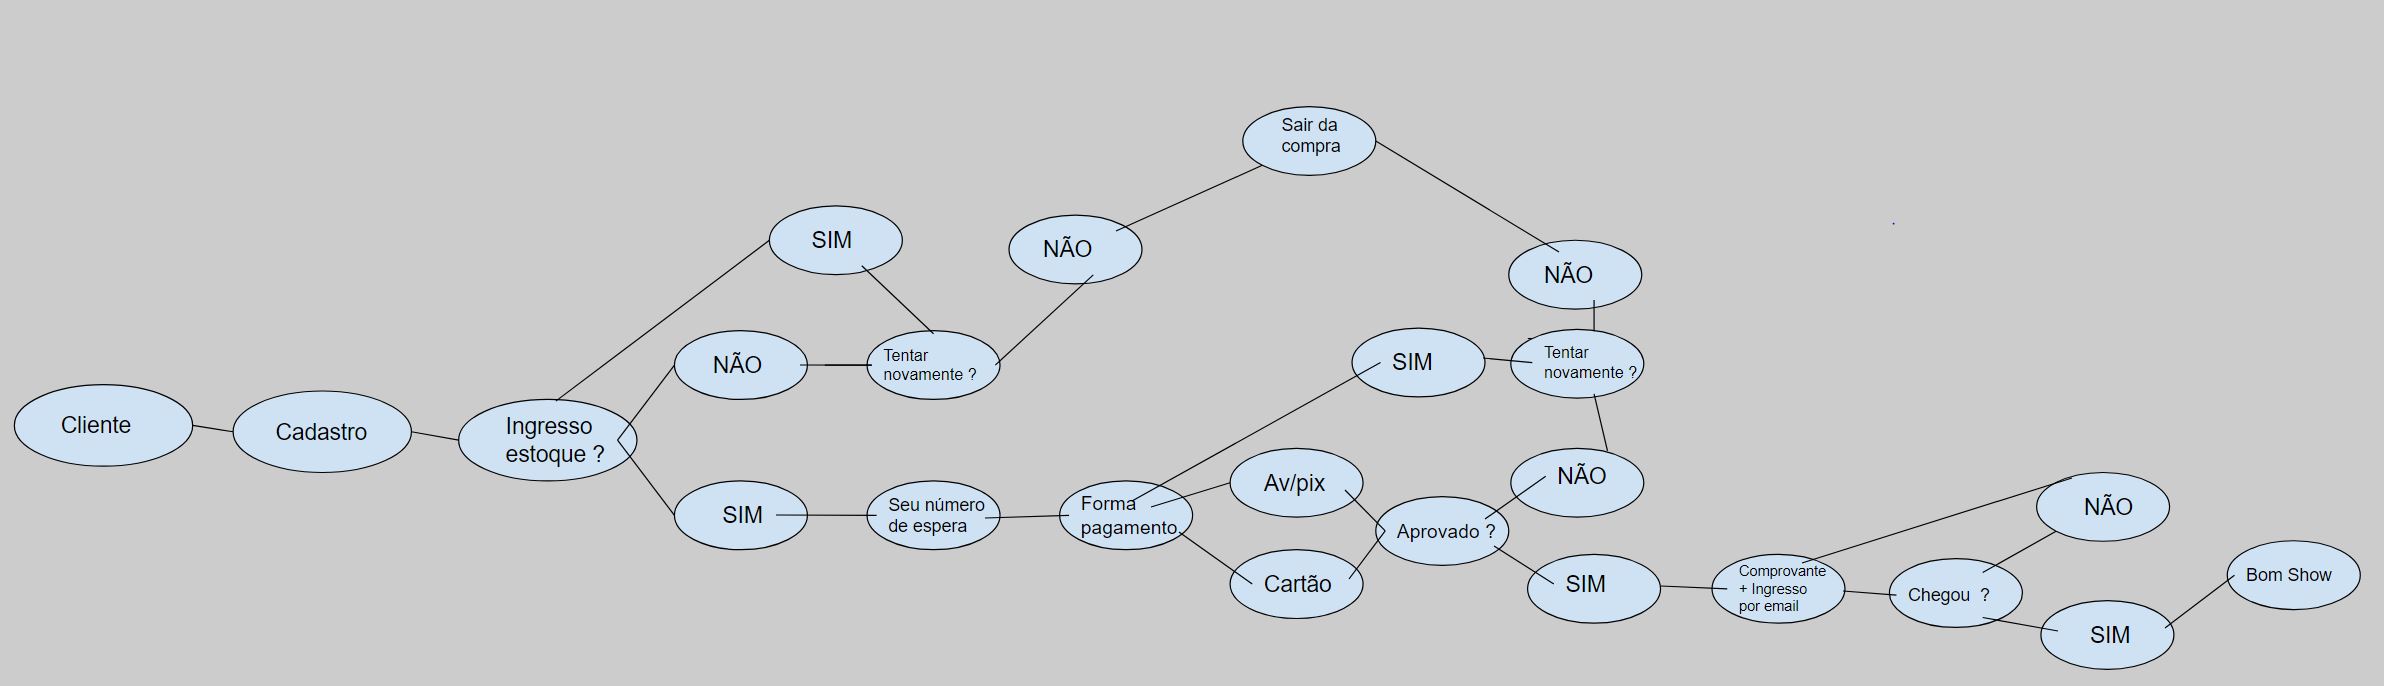 Sair da
compra
SIM
NÃO
NÃO
NÃO
Tentar
novamente ?
SIM
Tentar
novamente ?
Cliente
Cadastro
Ingresso
estoque ?
SIM
Seu número
de espera
Forma
pagamento
Av/pix
Cartão
Aprovado ?
NÃO
SIM
Comprovante
+ Ingresso
por email
Chegou ?
NÃO
SIM
Bom Show